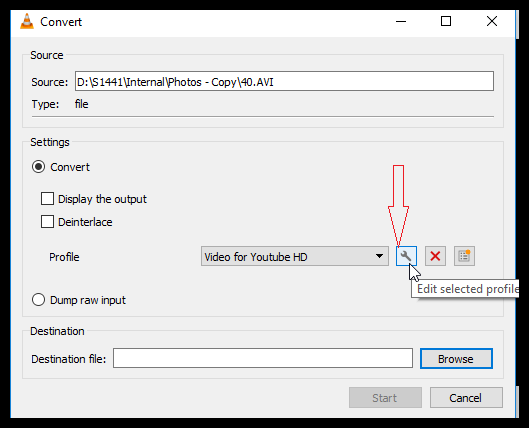 Convert
Source
Source: D:\S1441\Internal\Photos - Copy\40.AVI
Type: file
Settings
Convert
Display the output
Deinterlace
Profile Video for Youtube HD
Edit selected profile
Dump raw input
Destination
Destination file: Browse
Start Cancel